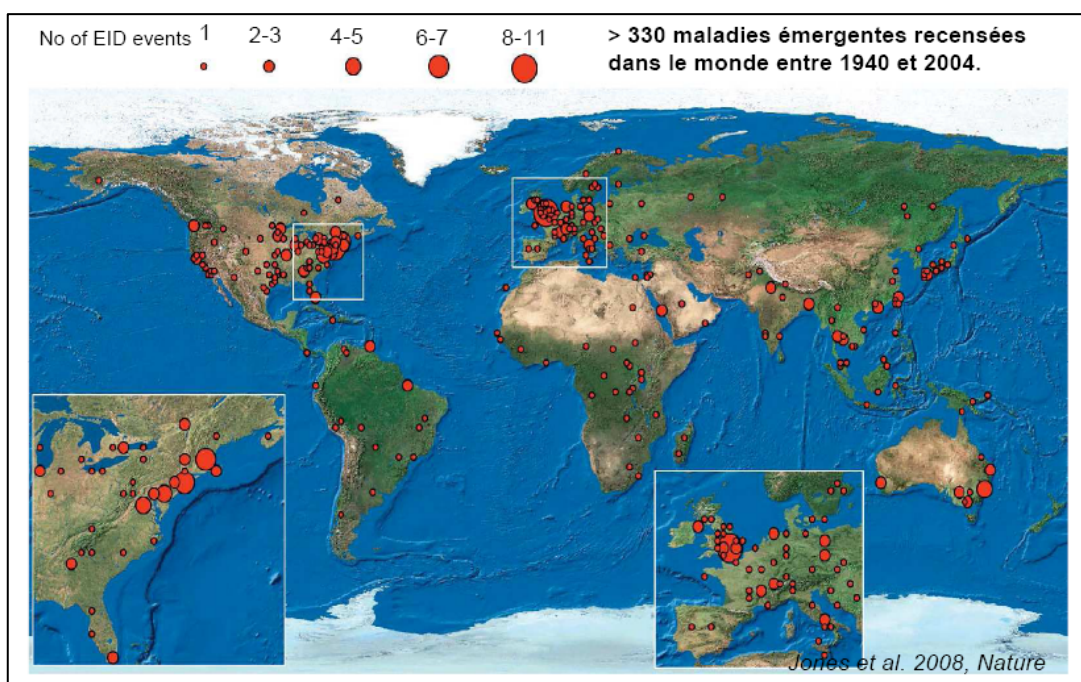 No of EID events 1 2-3 4-5 6-7 8-11
> 330 maladies émergentes recensées
dans le monde entre 1940 et 2004.
Jones et al. 2008, Nature